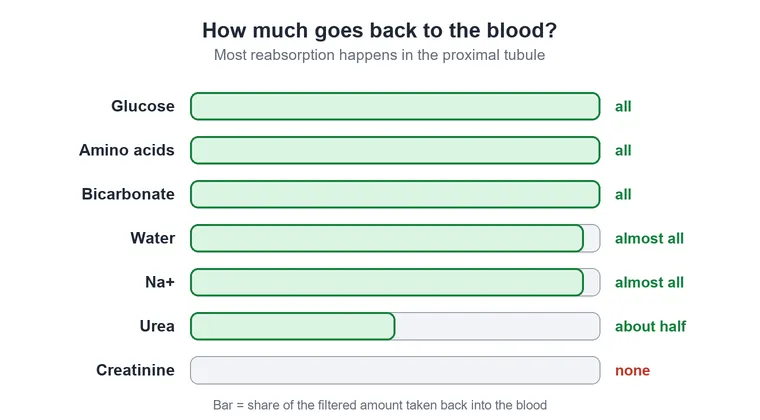 How much goes back to the blood?
Most reabsorption happens in the proximal tubule
Glucose all
Amino acids all
Bicarbonate all
Water almost all
Na+ almost all
Urea about half
Creatinine none
Bar = share of the filtered amount taken back into the blood